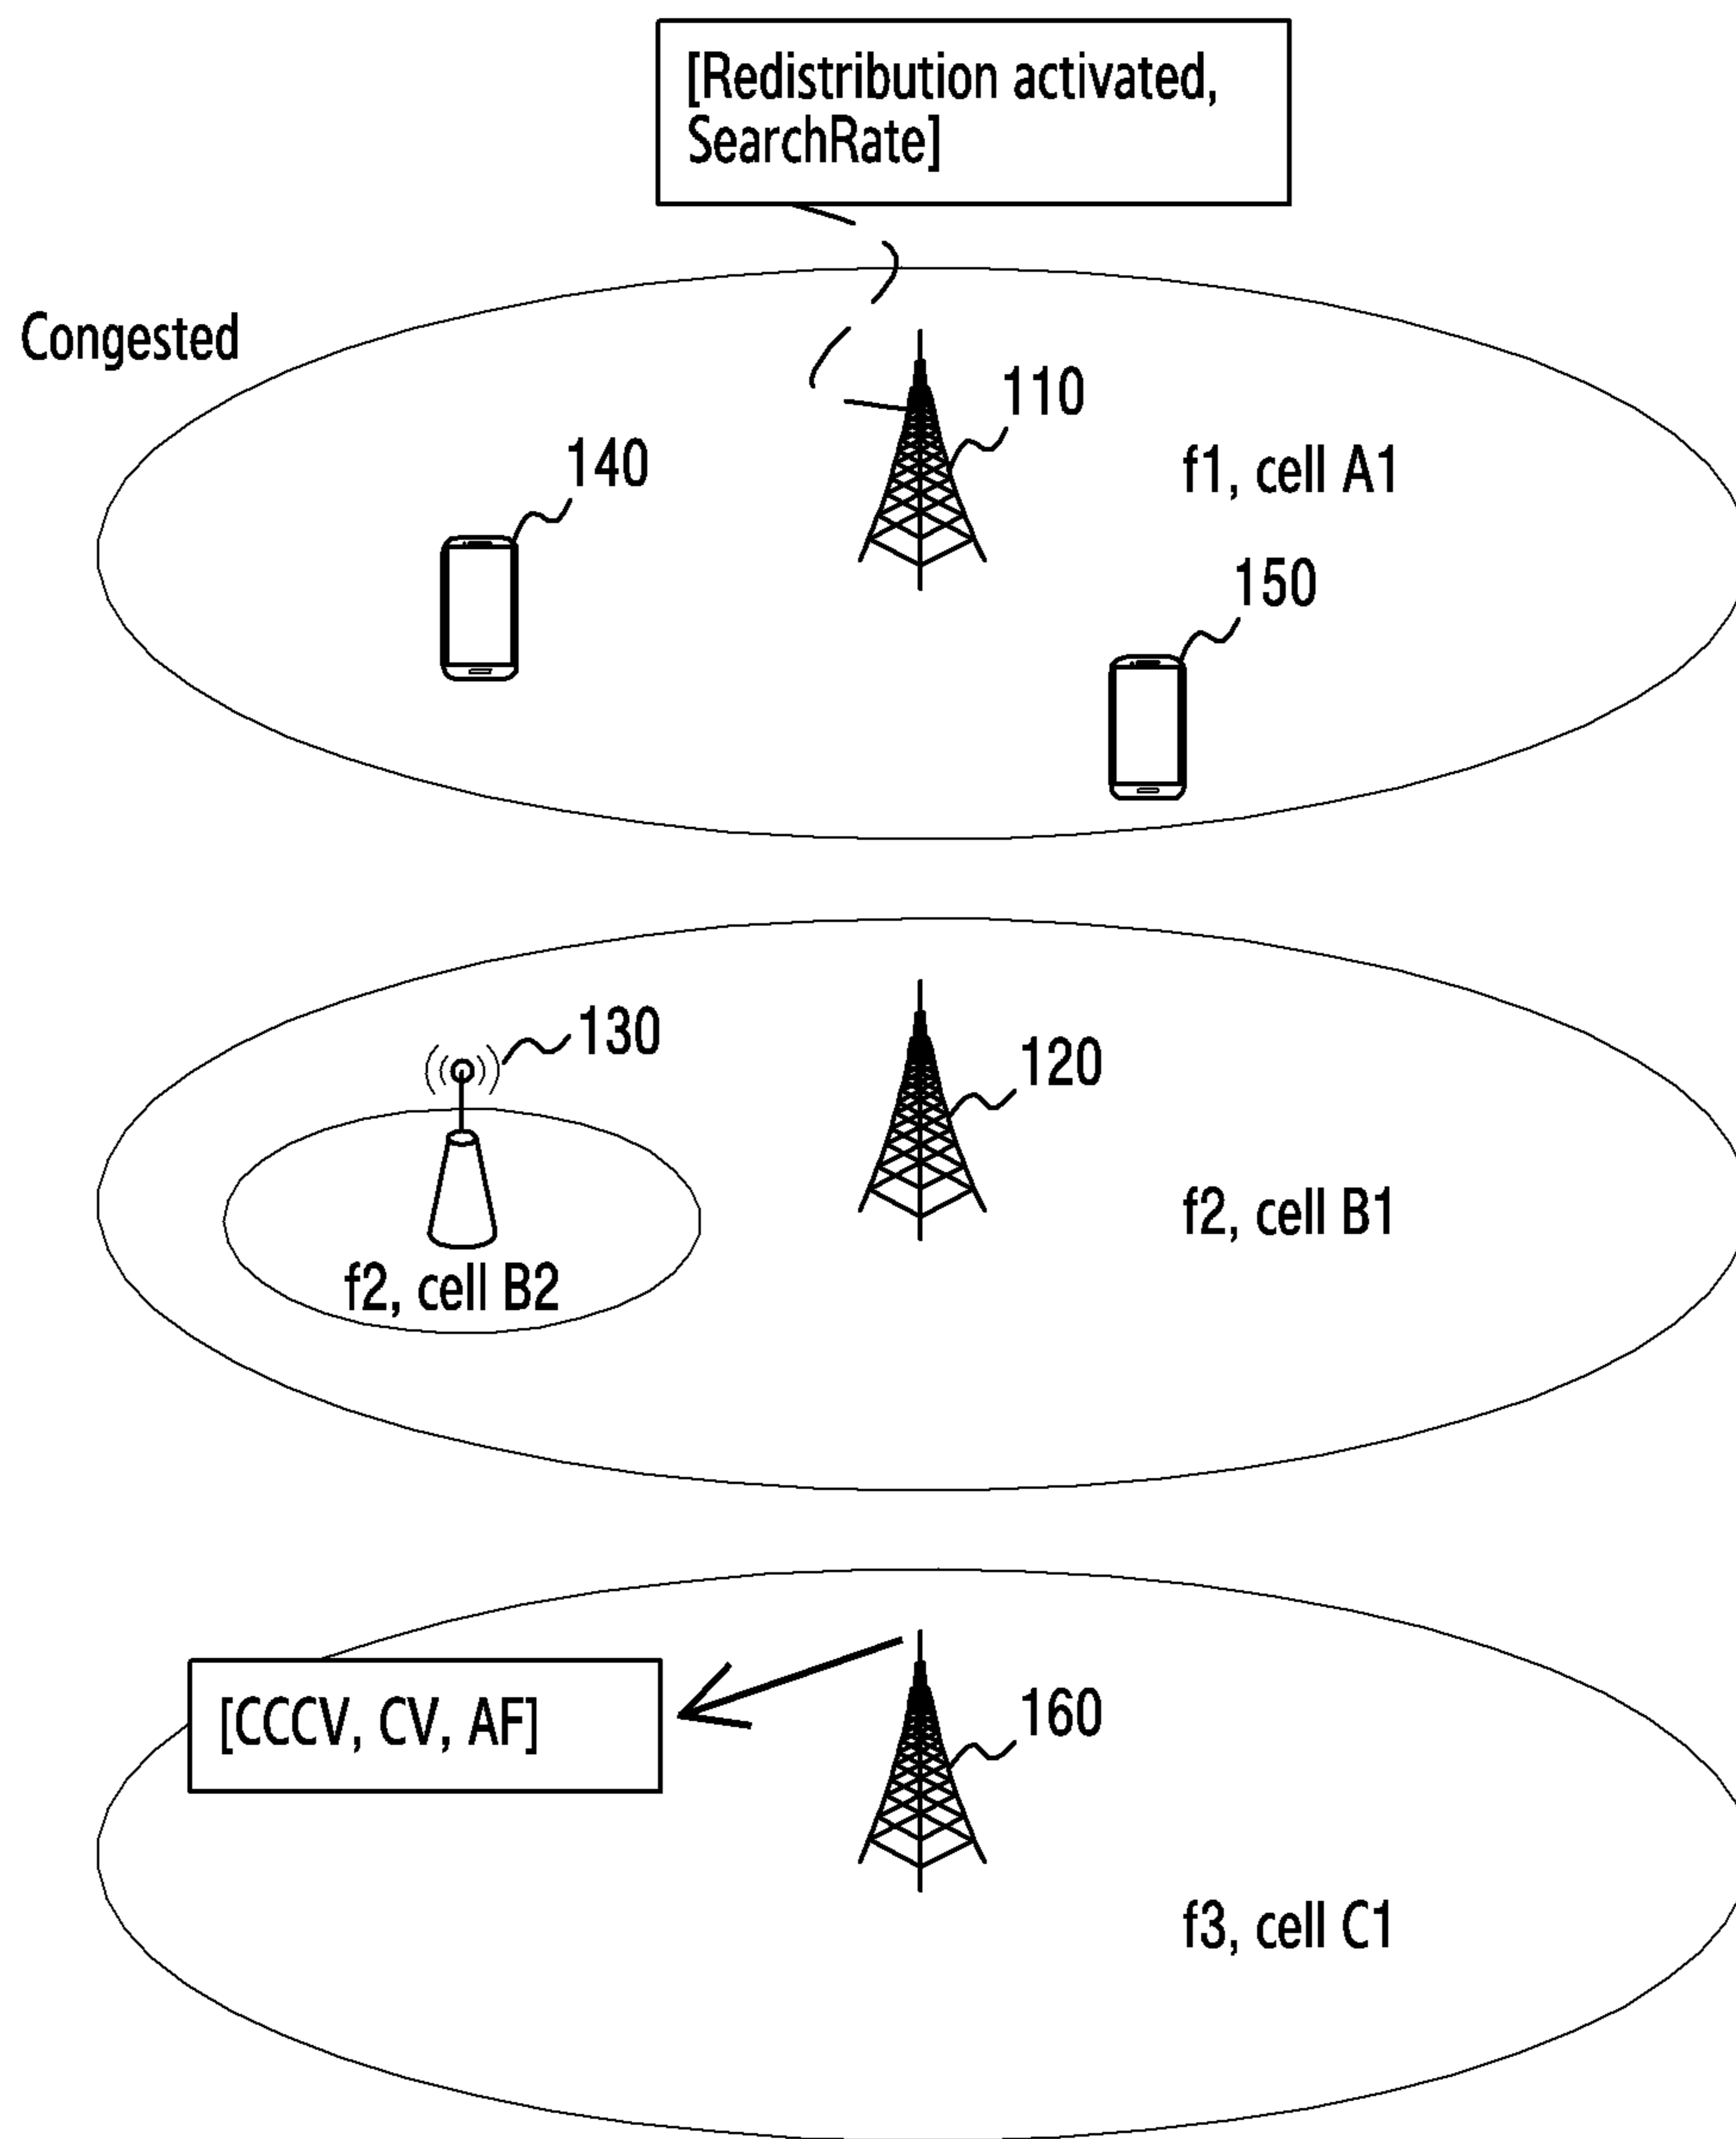 [Redistribution activated,
SearchRate]
Congested
110
140
f1, cell A1
150
130
120
f2, cell B1
f2, cell B2
[CCCV, CV, AF]
160
f3, cell C1